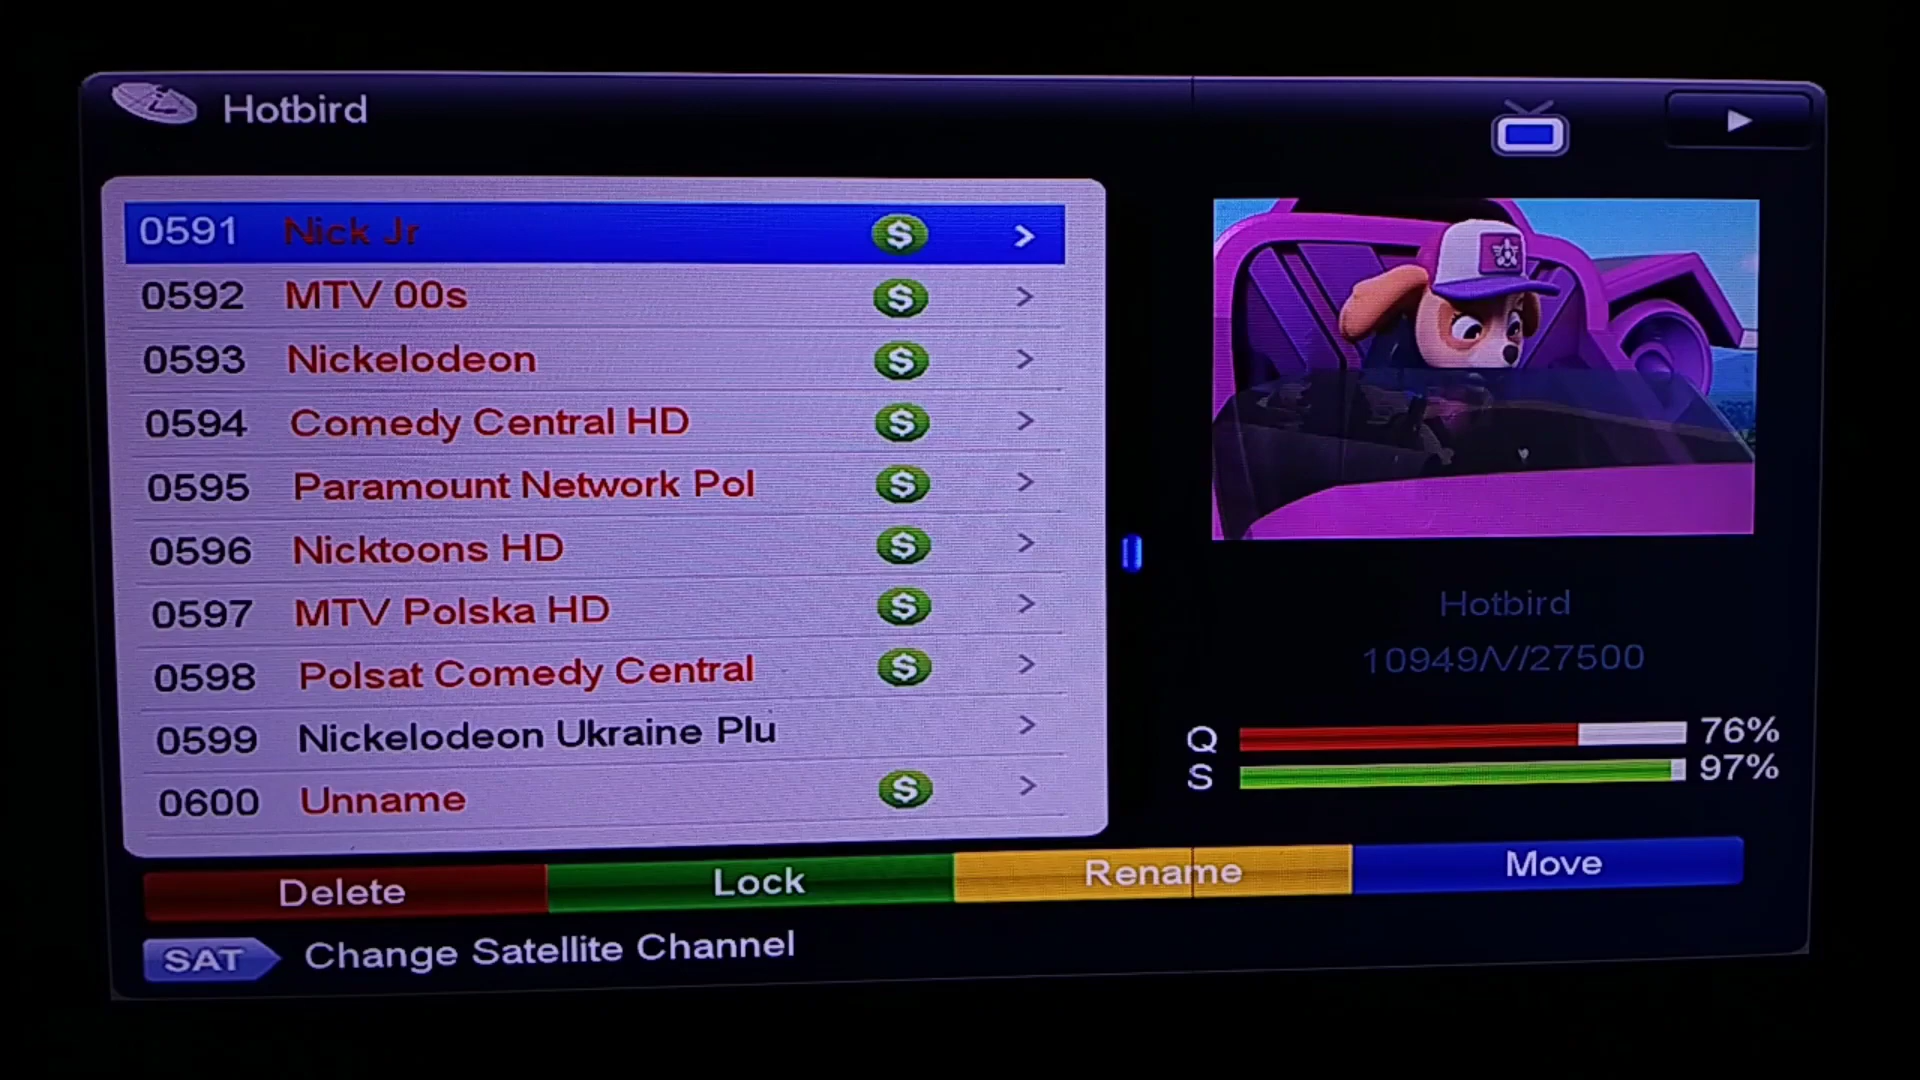 Hotbird
0591 Nick Jr $ >
0592 MTV 00s $ >
0593 Nickelodeon $ >
0594 Comedy Central HD $ >
0595 Paramount Network Pol $ >
0596 Nicktoons HD $ >
0597 MTV Polska HD $ >
0598 Polsat Comedy Central $ >
0599 Nickelodeon Ukraine Plu >
0600 Unname $ >
Hotbird
10949/V/27500
Q 76%
S 97%
Delete Lock Rename Move
SAT Change Satellite Channel